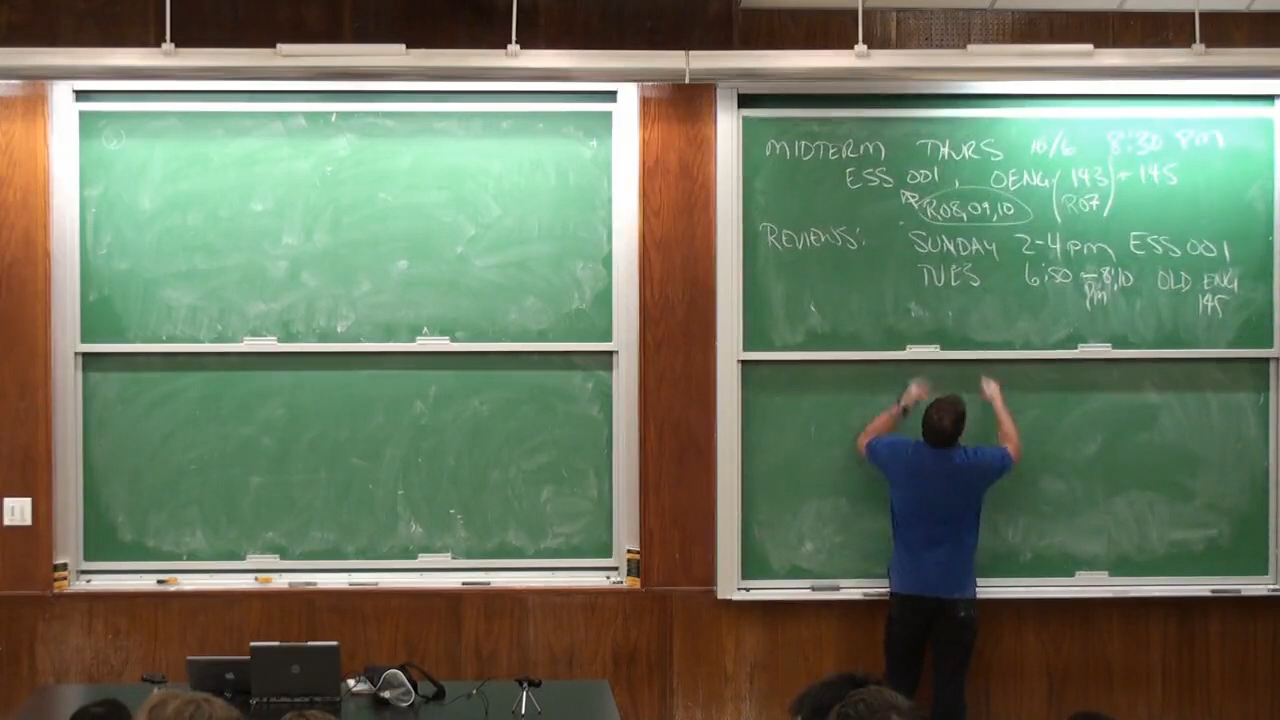 MIDTERM THURS 10/6 8:30 PM
ESS 001, OENG (143) + 145
R08,09,10 (R07)
REVIEWS: SUNDAY 2-4pm ESS 001
TUES 6:50 - 8:10 OLD ENG
pm 145